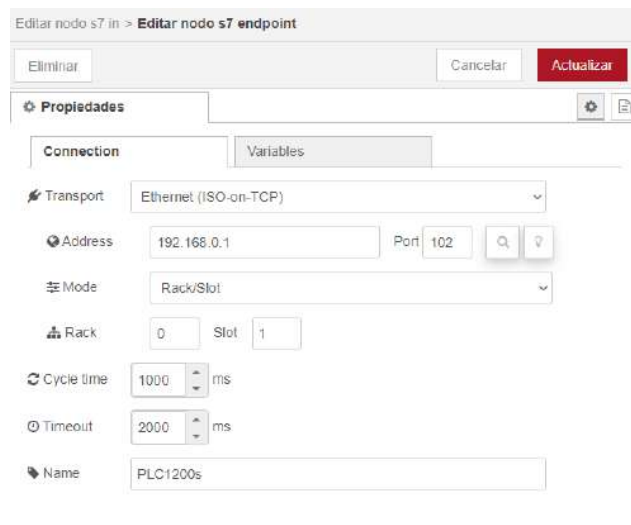 Editar nodo s7 in > Editar nodo s7 endpoint
Eliminar Cancelar Actualizar
Propiedades
Connection Variables
Transport Ethernet (ISO-on-TCP)
Address 192.168.0.1 Port 102
Mode Rack/Slot
Rack 0 Slot 1
Cycle time 1000 ms
Timeout 2000 ms
Name PLC1200s